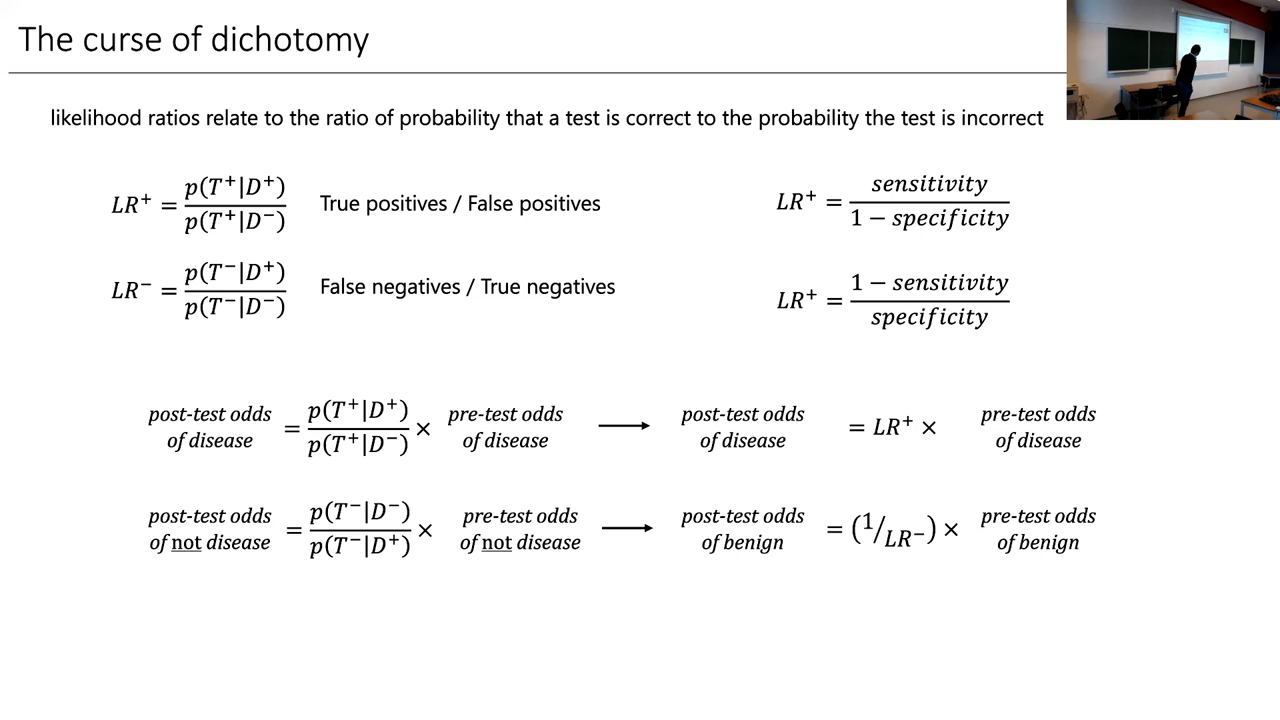 The curse of dichotomy
likelihood ratios relate to the ratio of probability that a test is correct to the probability the test is incorrect
LR⁺ = p(T⁺|D⁺) / p(T⁺|D⁻)
True positives / False positives
LR⁺ = sensitivity / 1 − specificity
LR⁻ = p(T⁻|D⁺) / p(T⁻|D⁻)
False negatives / True negatives
LR⁺ = 1 − sensitivity / specificity
post-test odds of disease = p(T⁺|D⁺) / p(T⁺|D⁻) × pre-test odds of disease → post-test odds of disease = LR⁺ × pre-test odds of disease
post-test odds of not disease = p(T⁻|D⁻) / p(T⁻|D⁺) × pre-test odds of not disease → post-test odds of benign = (1/LR⁻) × pre-test odds of benign